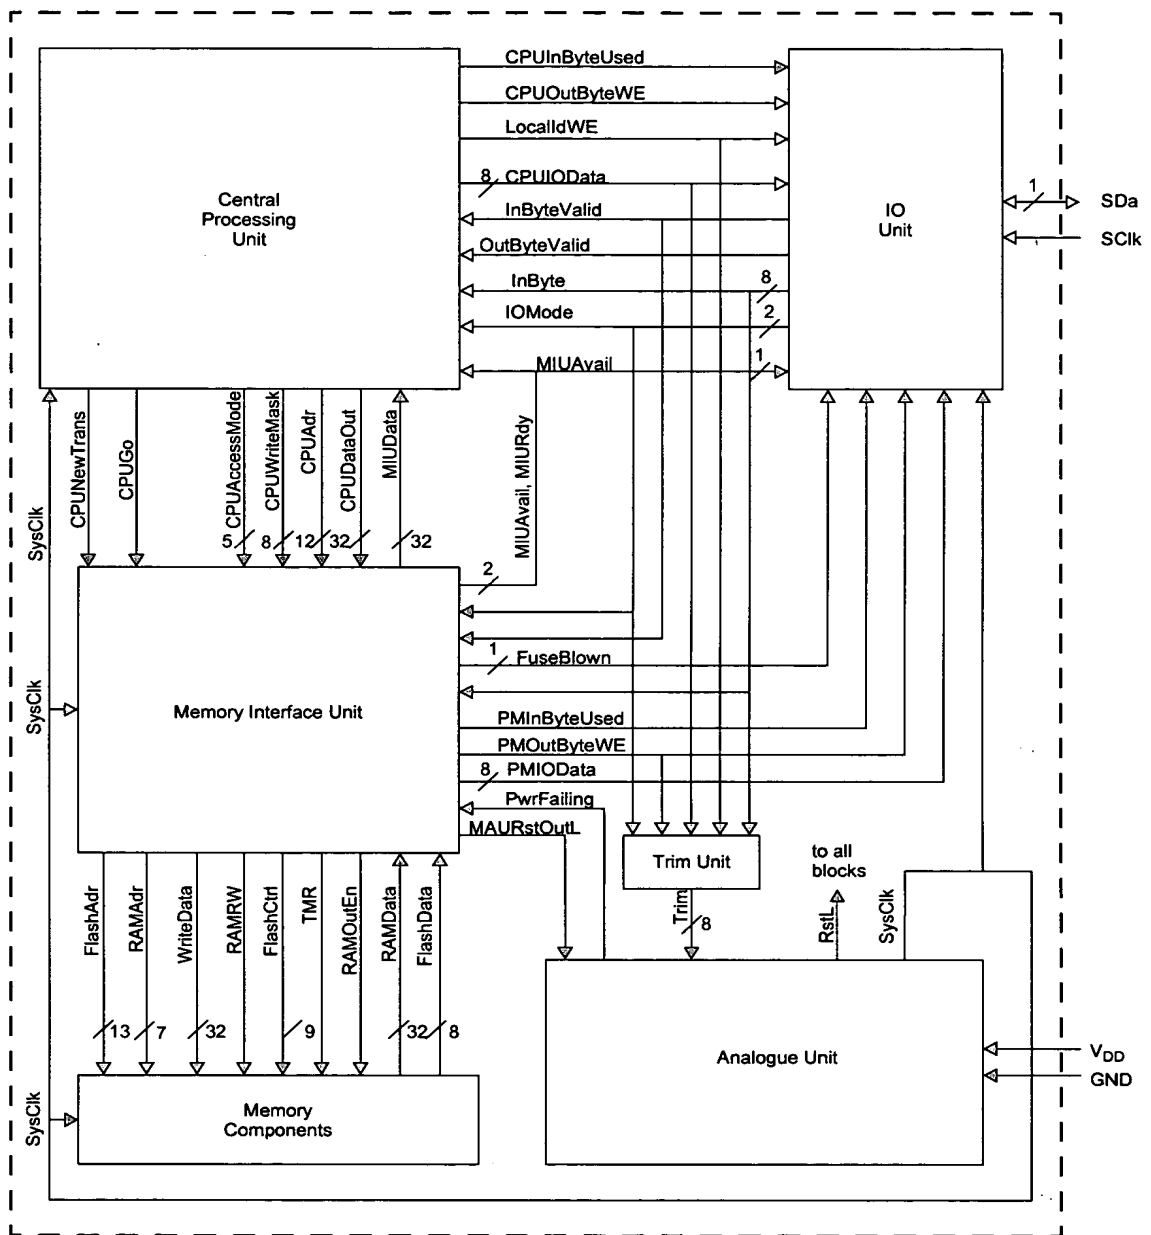 CPUInByteUsed
CPUOutByteWE
LocalIdWE
8 CPUIOData
InByteValid
OutByteValid
InByte 8
IOMode 2
MIUAvail 1
Central
Processing
Unit
IO
Unit
SDa
1
SClk
CPUNewTrans
CPUGo
CPUAccessMode
CPUWriteMask
CPUAdr
CPUDataOut
MIUData
MIUAvail, MIURdy
5 8 12 32 32
SysClk
2
1 FuseBlown
Memory Interface Unit
SysClk
PMInByteUsed
PMOutByteWE
8 PMIOData
PwrFailing
MAURstOutL
Trim Unit
to all
blocks
Trim
8
RstL
SysClk
FlashAdr
RAMAdr
WriteData
RAMRW
FlashCtrl
TMR
RAMOutEn
RAMData
FlashData
13 7 32 9 32 8
Analogue Unit
VDD
GND
Memory
Components
SysClk